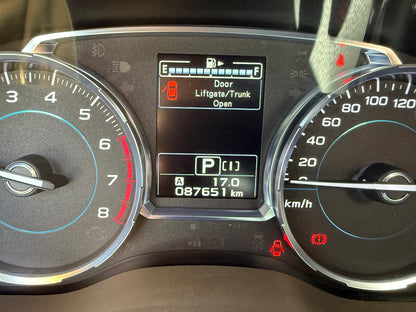 E F
Door
Liftgate/Trunk
Open
3 4 5 6 7 8
0 20 40 60 80 100 120
km/h
P [ ( ) ]
A 17.0
087651 km